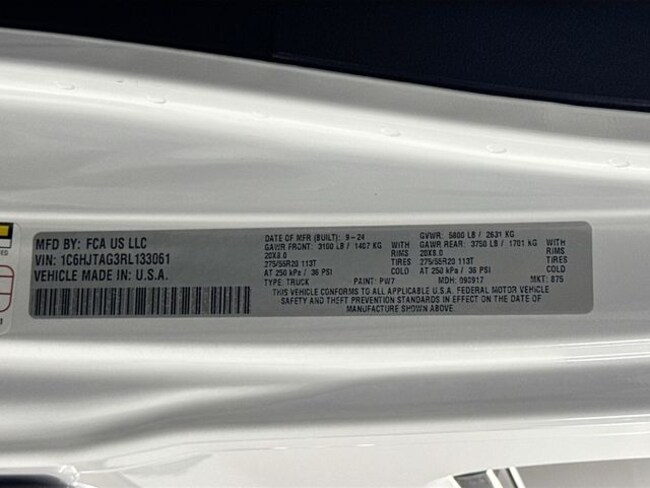 MFD BY: FCA US LLC
VIN: 1C6HJTAG3RL133061
VEHICLE MADE IN U.S.A.
DATE OF MFR (BUILT): 9-24
GAWR FRONT: 3100 LB / 1407 KG WITH
20X8.0 RIMS
275/55R20 113T TIRES
AT 250 kPa / 36 PSI COLD
TYPE: TRUCK PAINT: PW7
GVWR: 5800 LB / 2631 KG
GAWR REAR: 3750 LB / 1701 KG WITH
20X8.0 RIMS
275/55R20 113T TIRES
AT 250 kPa / 36 PSI COLD
MDH: 090917 MKT: 875
THIS VEHICLE CONFORMS TO ALL APPLICABLE U.S.A. FEDERAL MOTOR VEHICLE
SAFETY AND THEFT PREVENTION STANDARDS IN EFFECT ON THE DATE OF
MANUFACTURE SHOWN ABOVE.